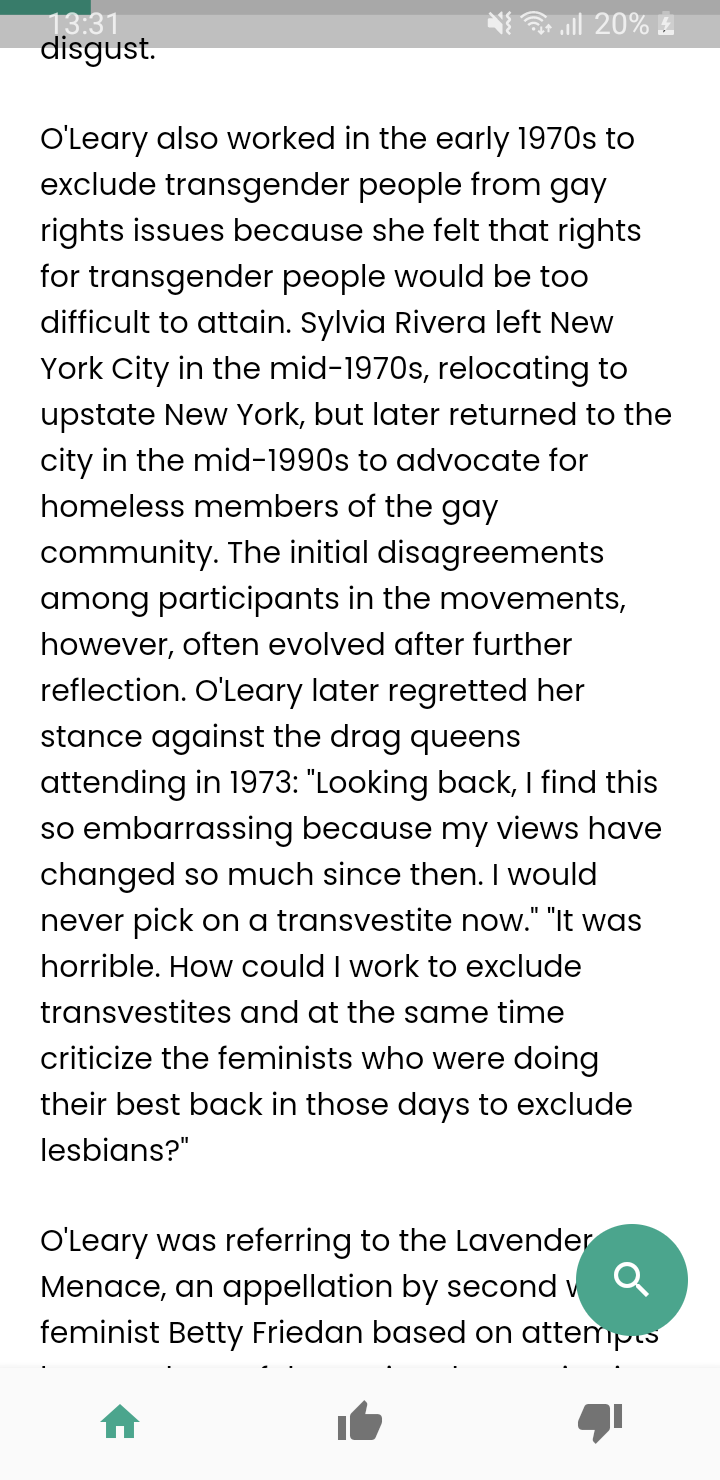 13:31
20%
disgust.
O'Leary also worked in the early 1970s to
exclude transgender people from gay
rights issues because she felt that rights
for transgender people would be too
difficult to attain. Sylvia Rivera left New
York City in the mid-1970s, relocating to
upstate New York, but later returned to the
city in the mid-1990s to advocate for
homeless members of the gay
community. The initial disagreements
among participants in the movements,
however, often evolved after further
reflection. O'Leary later regretted her
stance against the drag queens
attending in 1973: "Looking back, I find this
so embarrassing because my views have
changed so much since then. I would
never pick on a transvestite now." "It was
horrible. How could I work to exclude
transvestites and at the same time
criticize the feminists who were doing
their best back in those days to exclude
lesbians?"
O'Leary was referring to the Lavender
Menace, an appellation by second
feminist Betty Friedan based on attempts